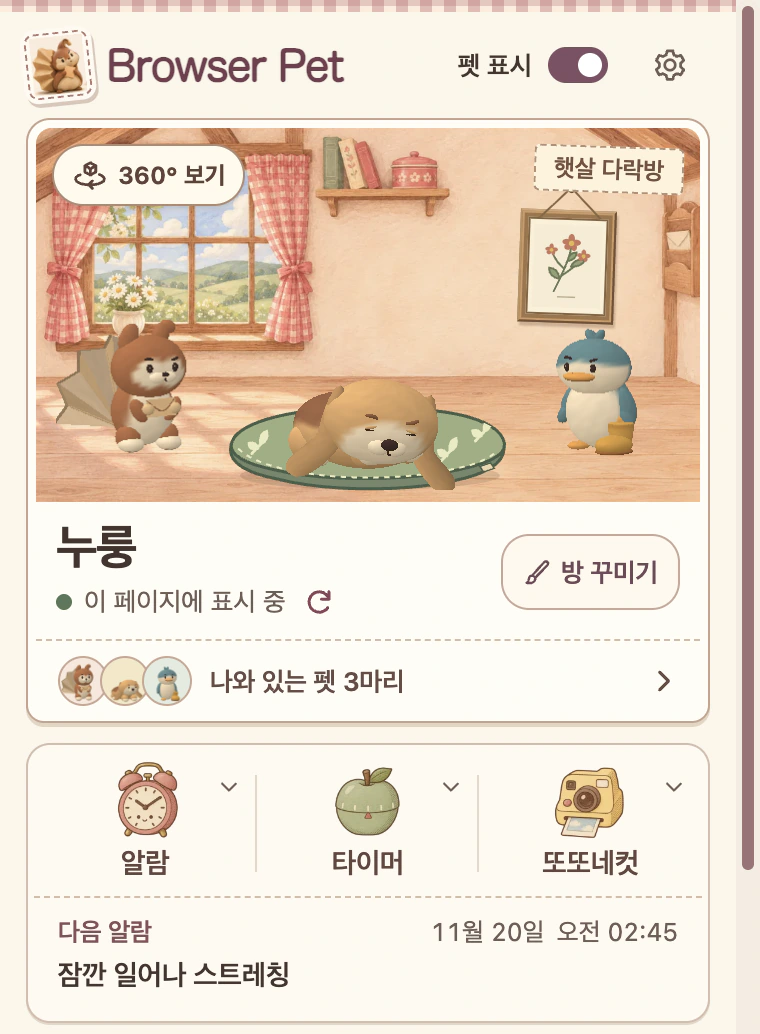 Browser Pet
펫 표시
360° 보기
햇살 다락방
누룽
이 페이지에 표시 중
방 꾸미기
나와 있는 펫 3마리
알람
타이머
또또네컷
다음 알람
11월 20일 오전 02:45
잠깐 일어나 스트레칭